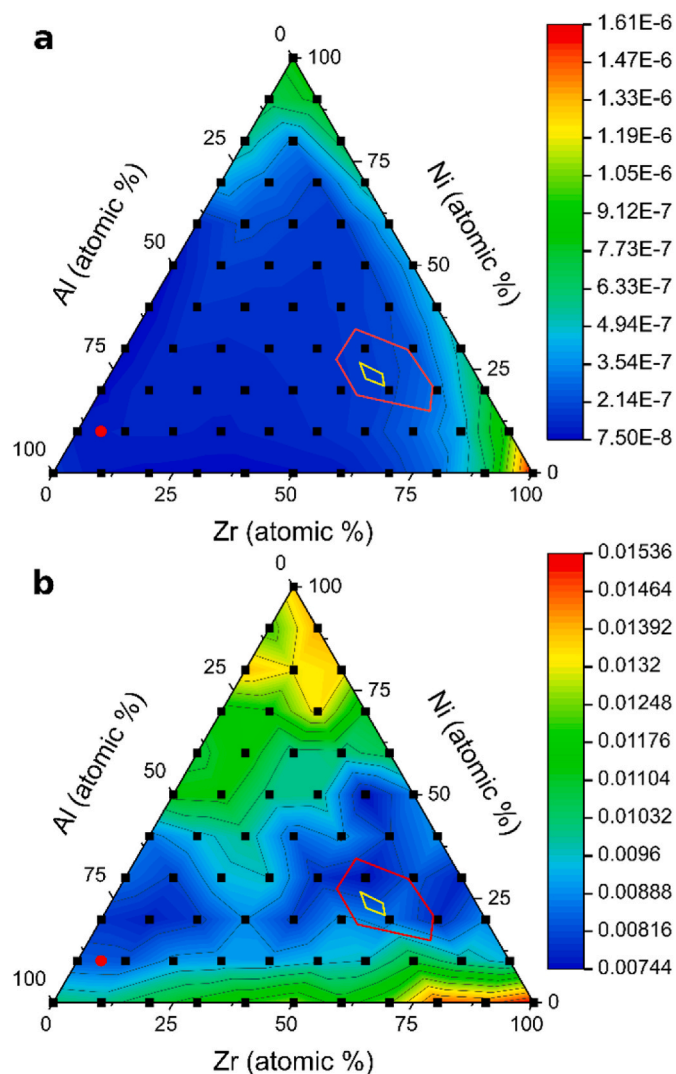 a
0
100
1.61E-6
1.47E-6
1.33E-6
1.19E-6
1.05E-6
9.12E-7
7.73E-7
6.33E-7
4.94E-7
3.54E-7
2.15E-7
7.50E-8
25
75
Al (atomic %)
Ni (atomic %)
50
50
75
25
100
0
0
25
50
75
100
Zr (atomic %)
b
0
100
0.01536
0.01464
0.01392
0.0132
0.01248
0.01176
0.01104
0.01032
0.0096
0.00888
0.00816
0.00744
25
75
Al (atomic %)
Ni (atomic %)
50
50
75
25
100
0
0
25
50
75
100
Zr (atomic %)